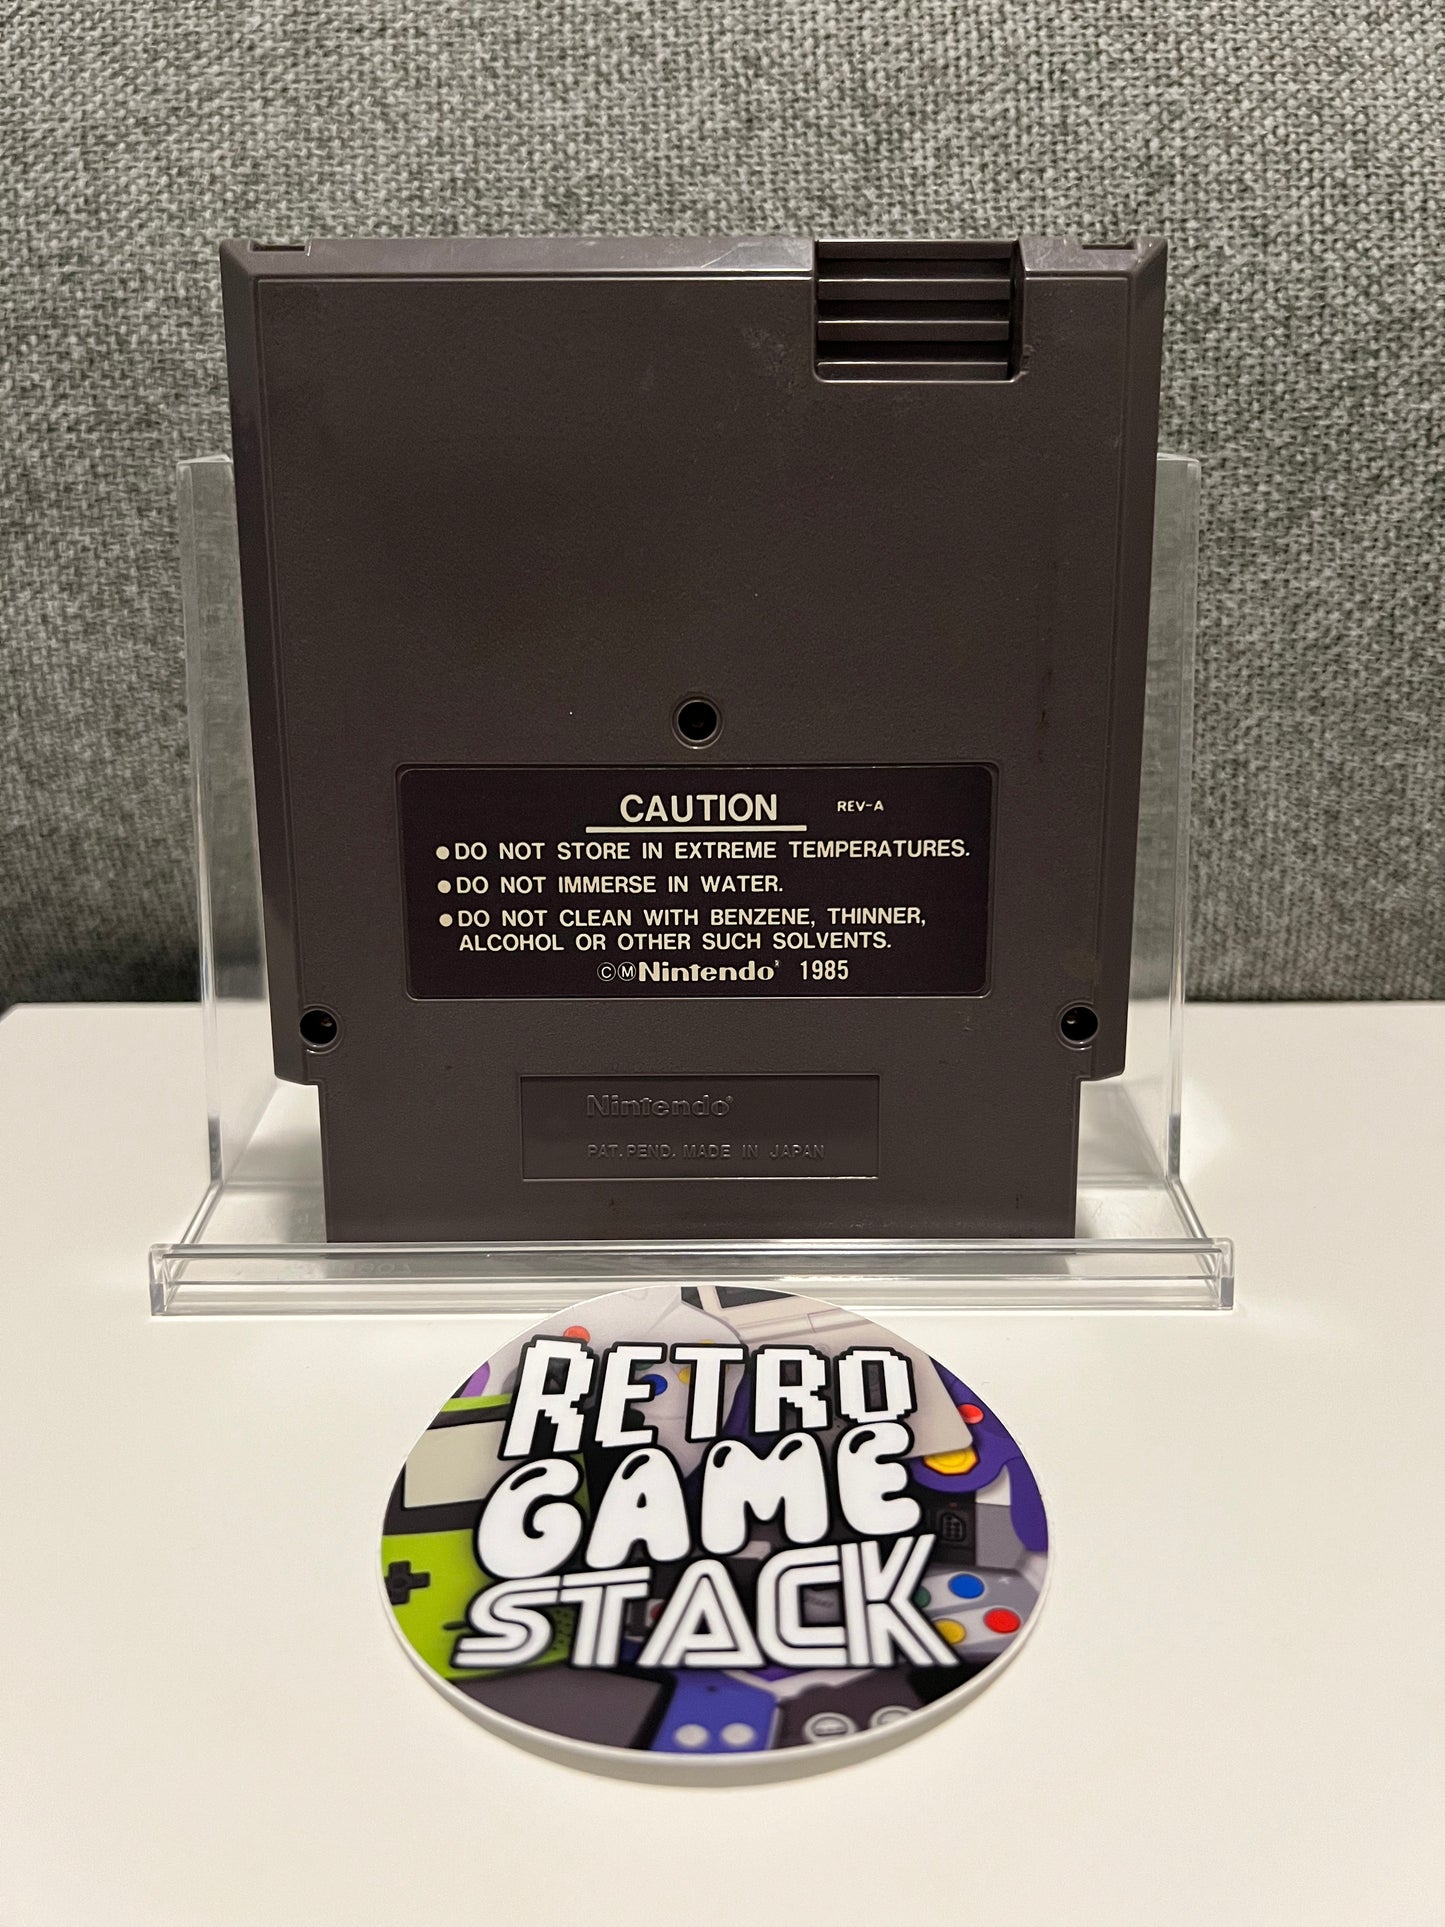 CAUTION REV-A
●DO NOT STORE IN EXTREME TEMPERATURES.
●DO NOT IMMERSE IN WATER.
●DO NOT CLEAN WITH BENZENE, THINNER,
ALCOHOL OR OTHER SUCH SOLVENTS.
ⒸⓂNintendo® 1985
Nintendo®
PAT. PEND. MADE IN JAPAN
RETRO
GAME
STACK